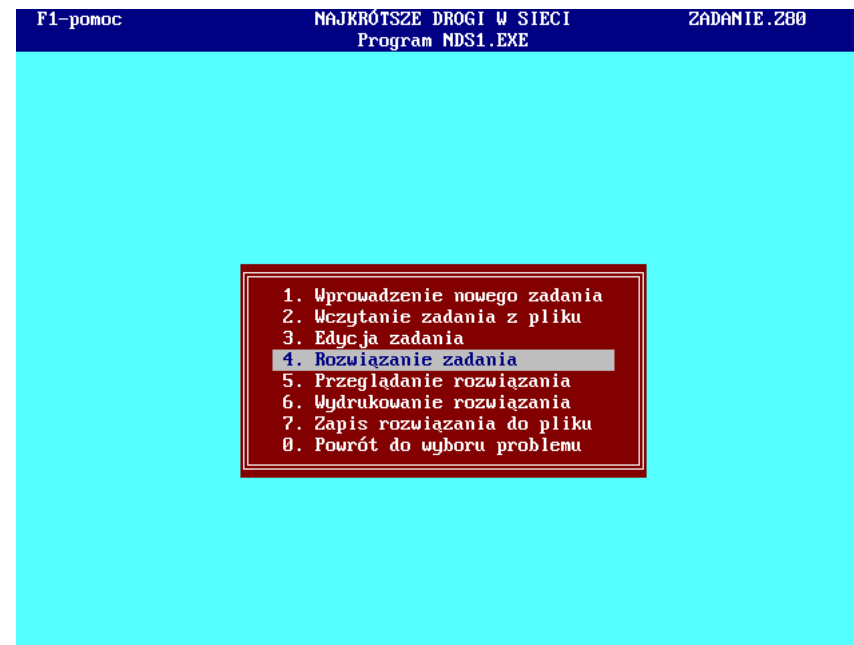 F1-pomoc NAJKRÓTSZE DROGI W SIECI ZADANIE.Z80
Program NDS1.EXE
1. Wprowadzenie nowego zadania
2. Wczytanie zadania z pliku
3. Edycja zadania
4. Rozwiązanie zadania
5. Przeglądanie rozwiązania
6. Wydrukowanie rozwiązania
7. Zapis rozwiązania do pliku
0. Powrót do wyboru problemu